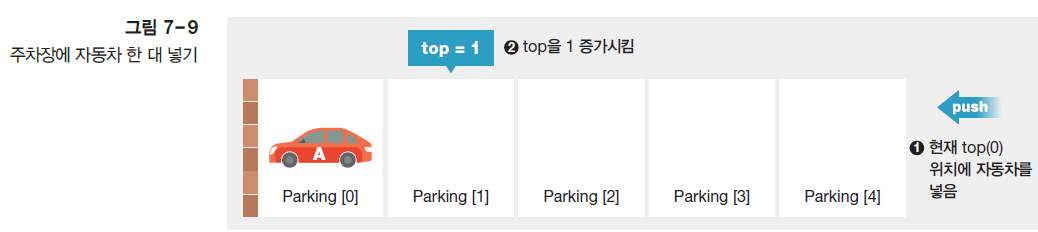 그림 7-9
주차장에 자동차 한 대 넣기
top = 1
❷ top을 1 증가시킴
A
push
❶ 현재 top(0)
위치에 자동차를
넣음
Parking [0]
Parking [1]
Parking [2]
Parking [3]
Parking [4]